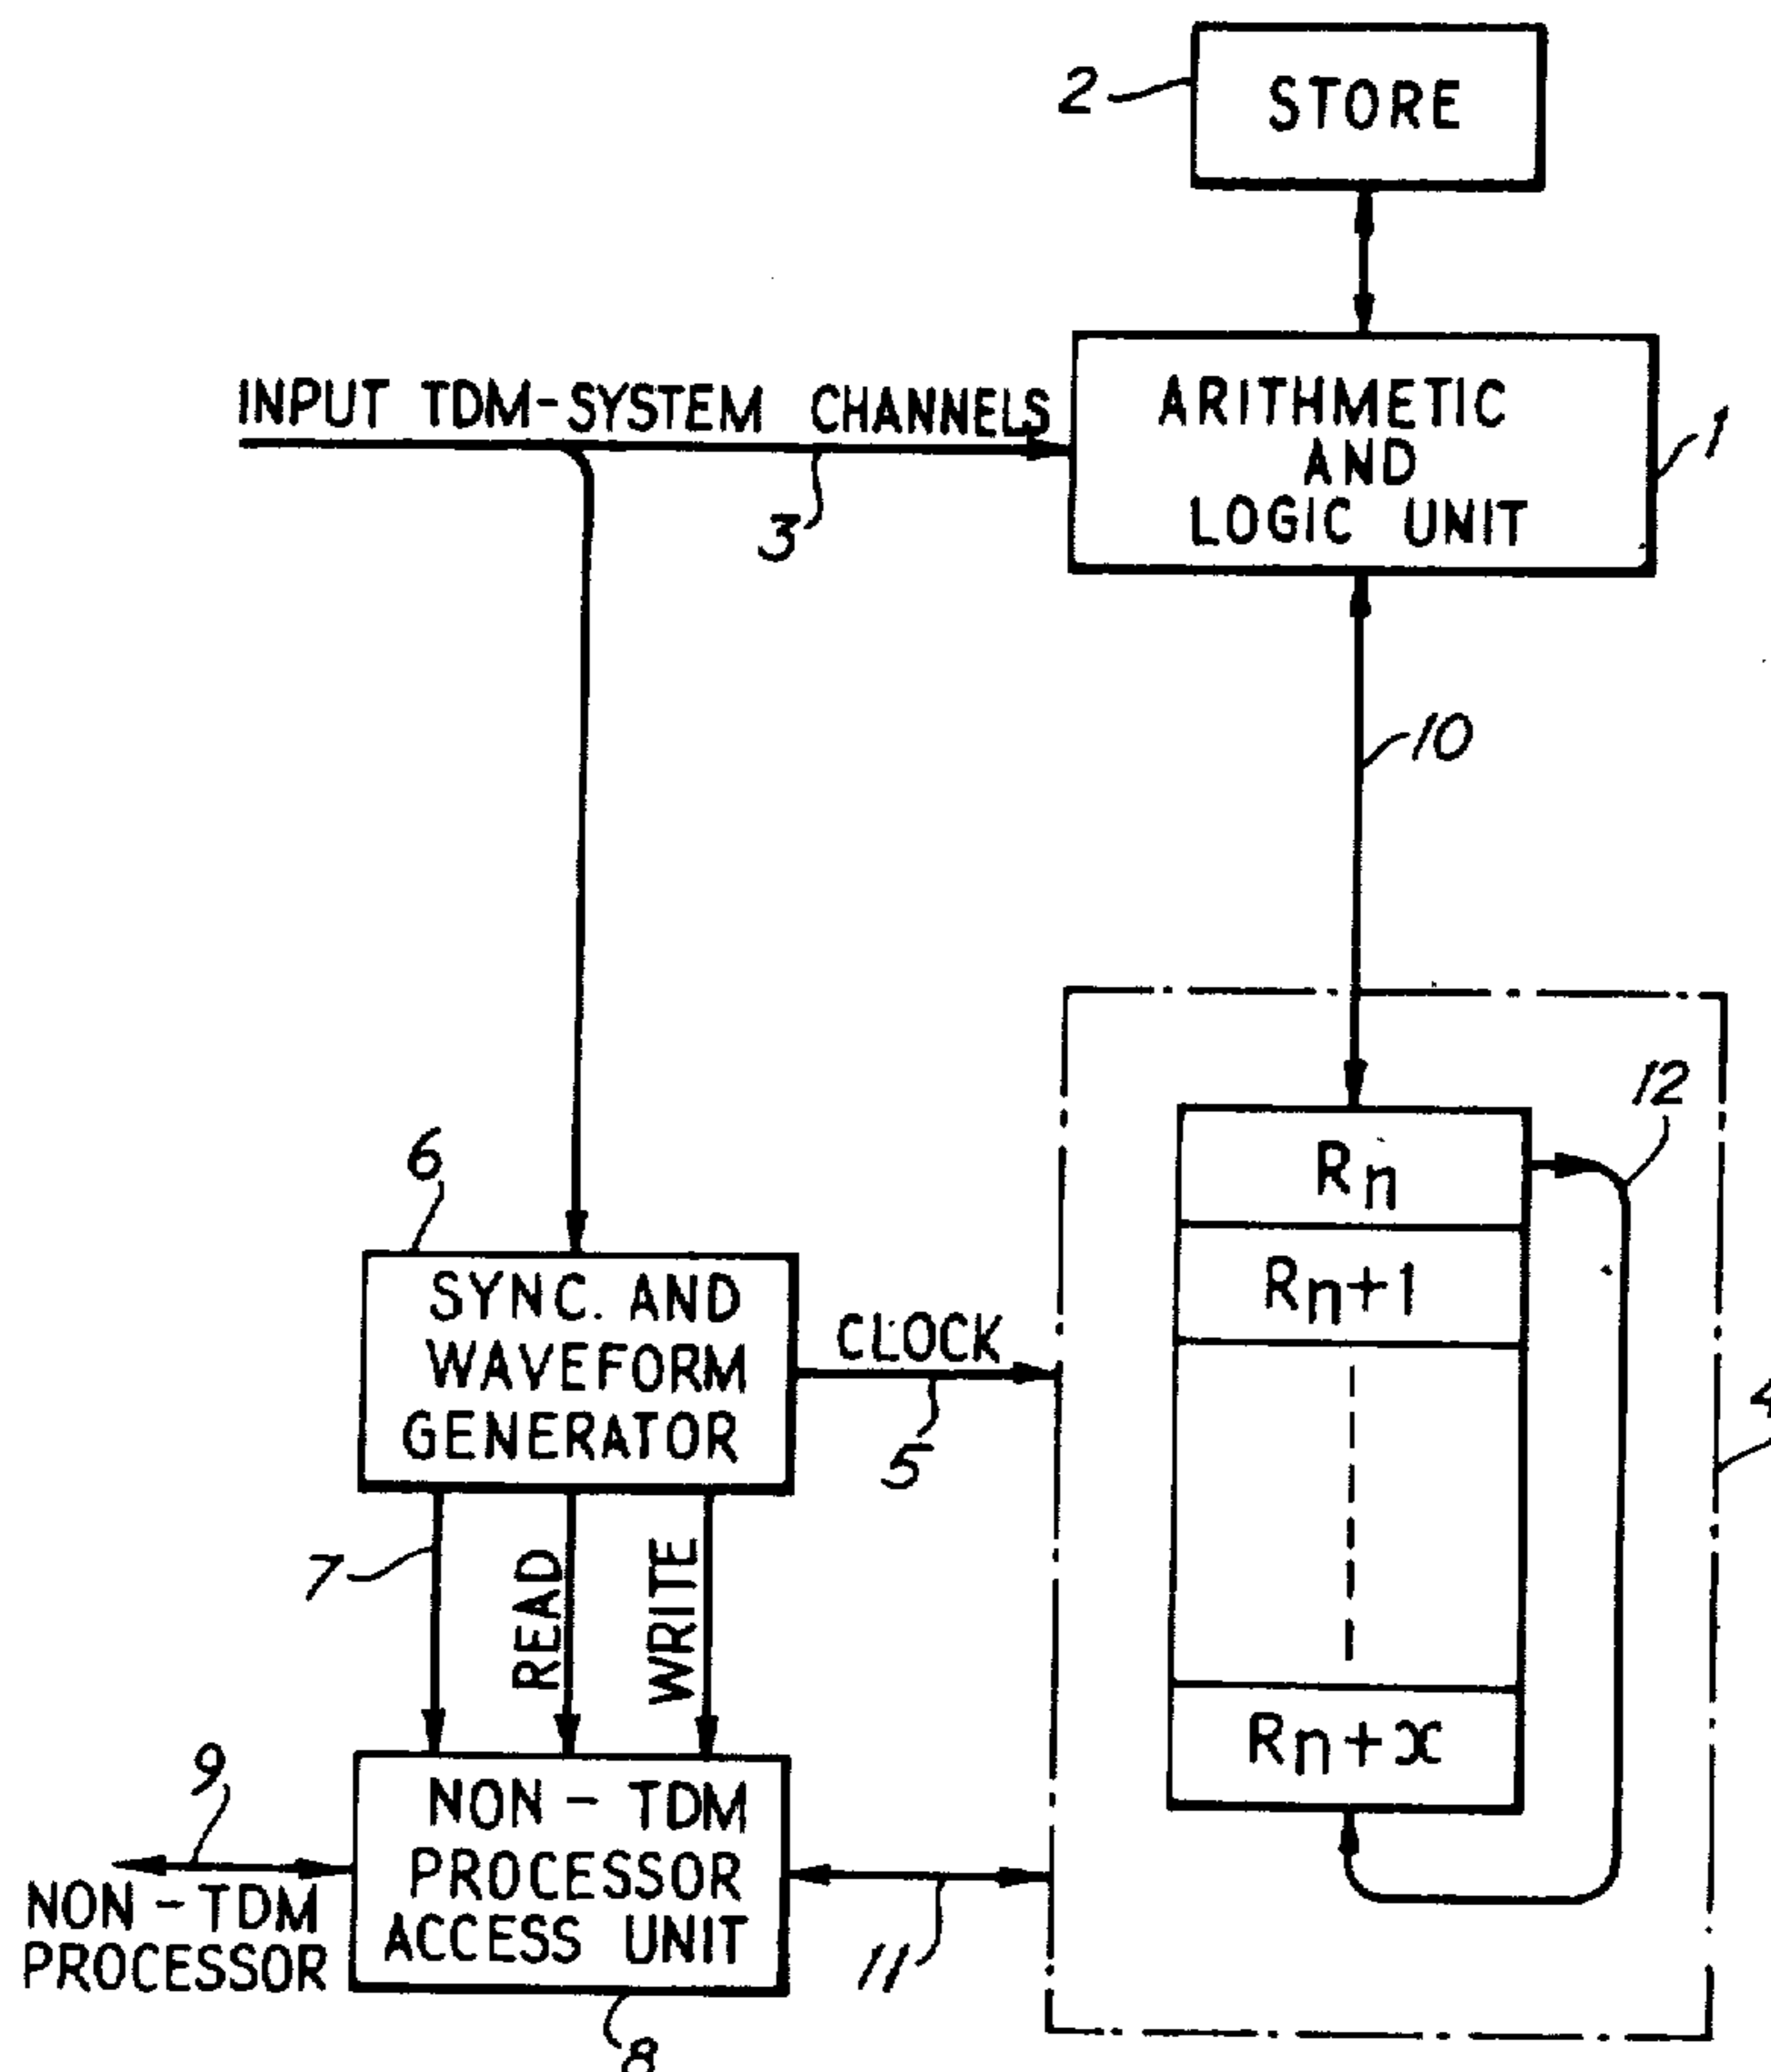 2
STORE
INPUT TDM-SYSTEM CHANNELS
3
ARITHMETIC
AND
LOGIC UNIT
1
10
12
Rn
Rn+1
Rn+x
4
6
SYNC. AND
WAVEFORM
GENERATOR
CLOCK
5
7
READ
WRITE
9
NON-TDM
PROCESSOR
NON - TDM
PROCESSOR
ACCESS UNIT
11
8